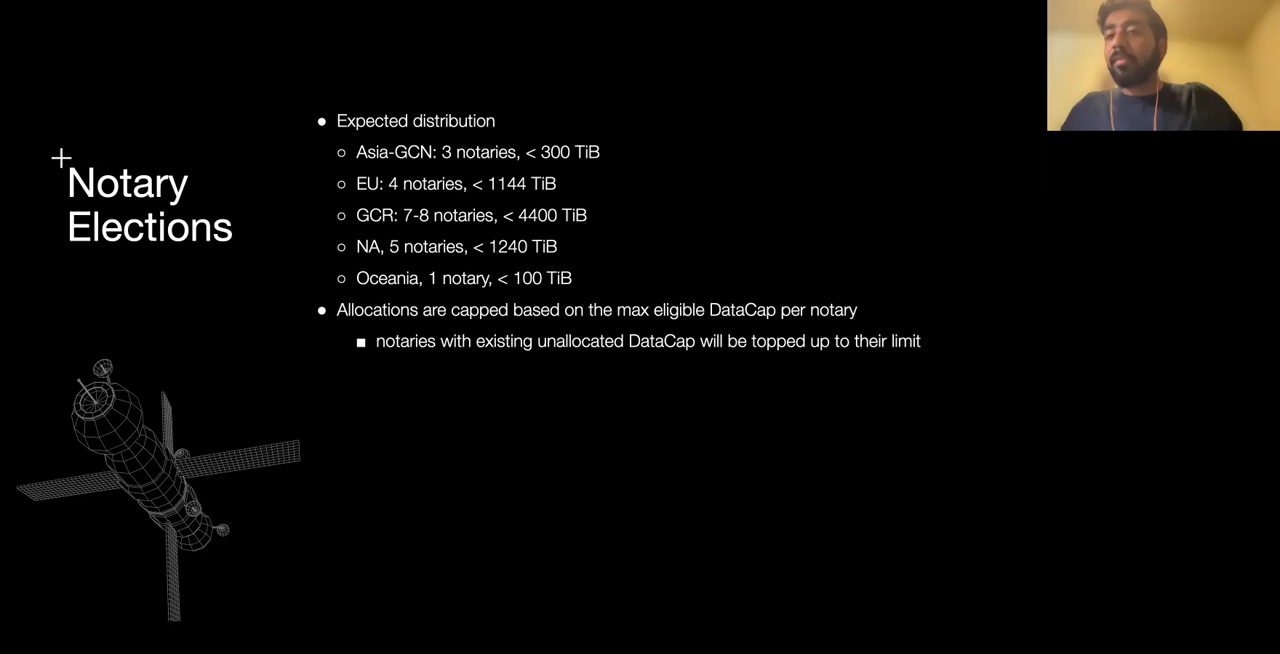 Notary
Elections
● Expected distribution
○ Asia-GCN: 3 notaries, < 300 TiB
○ EU: 4 notaries, < 1144 TiB
○ GCR: 7-8 notaries, < 4400 TiB
○ NA, 5 notaries, < 1240 TiB
○ Oceania, 1 notary, < 100 TiB
● Allocations are capped based on the max eligible DataCap per notary
■ notaries with existing unallocated DataCap will be topped up to their limit